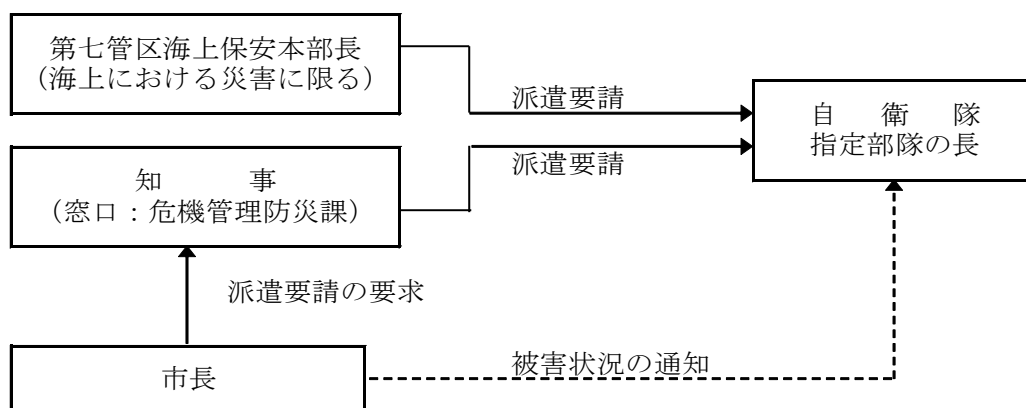 第七管区海上保安本部長
（海上における災害に限る）
派遣要請
自　衛　隊
指定部隊の長
知　　　事
（窓口：危機管理防災課）
派遣要請
派遣要請の要求
市長
被害状況の通知